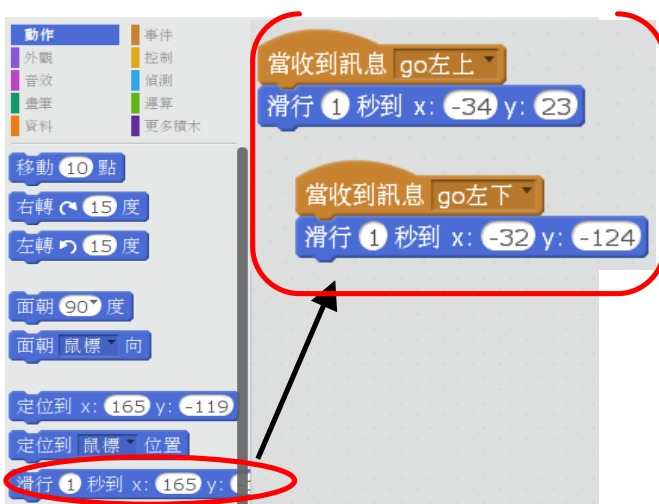 動作
事件
外觀
控制
音效
偵測
畫筆
運算
資料
更多積木
移動 10 點
右轉 15 度
左轉 15 度
面朝 90 度
面朝 鼠標 向
定位到 x: 165 y: -119
定位到 鼠標 位置
滑行 1 秒到 x: 165 y:
當收到訊息 go左上
滑行 1 秒到 x: -34 y: 23
當收到訊息 go左下
滑行 1 秒到 x: -32 y: -124